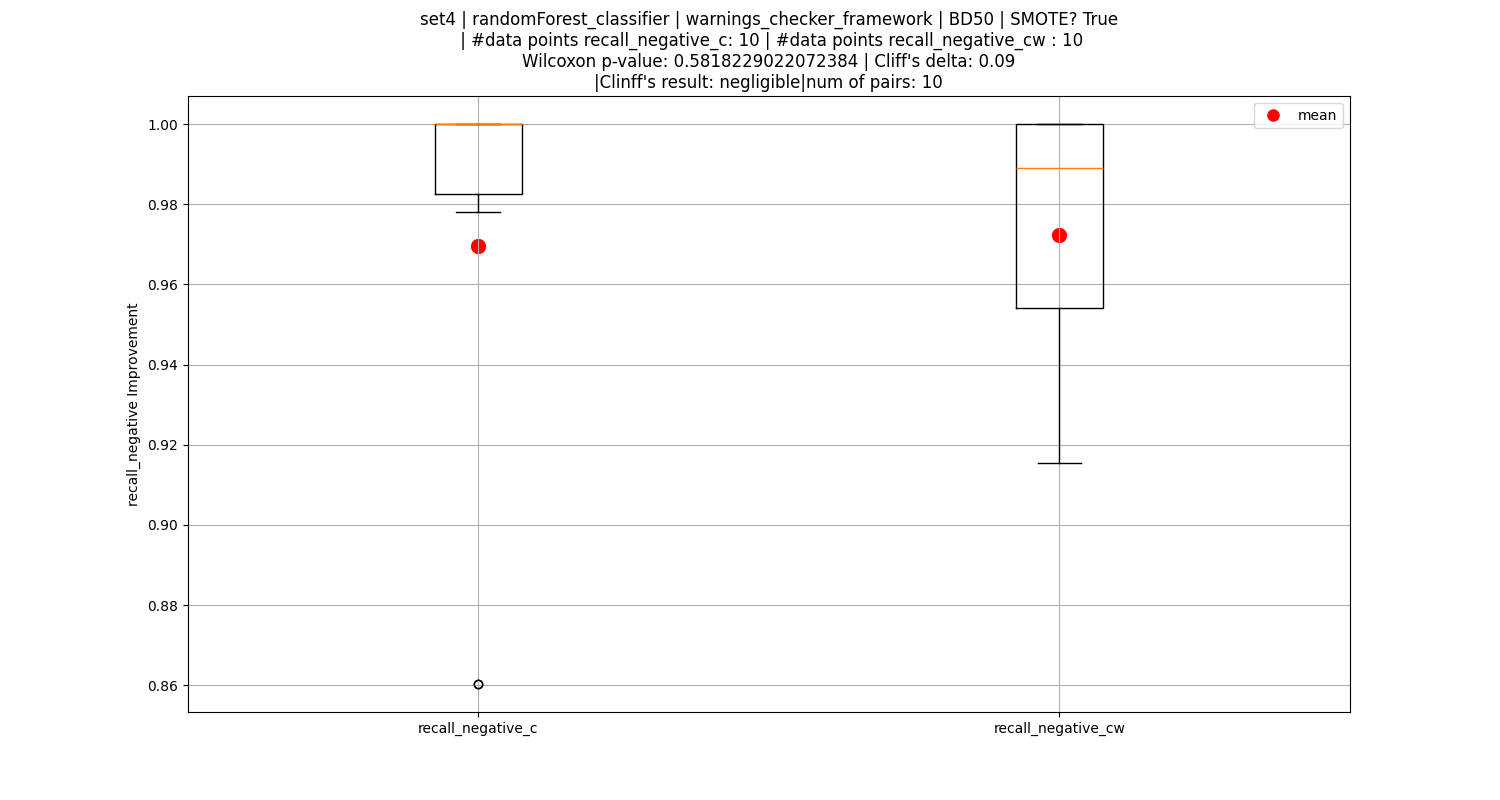 set4 | randomForest_classifier | warnings_checker_framework | BD50 | SMOTE? True
| #data points recall_negative_c: 10 | #data points recall_negative_cw : 10
Wilcoxon p-value: 0.5818229022072384 | Cliff's delta: 0.09
|Clinff's result: negligible|num of pairs: 10
mean
1.00
0.98
0.96
0.94
0.92
0.90
0.88
0.86
recall_negative Improvement
recall_negative_c
recall_negative_cw